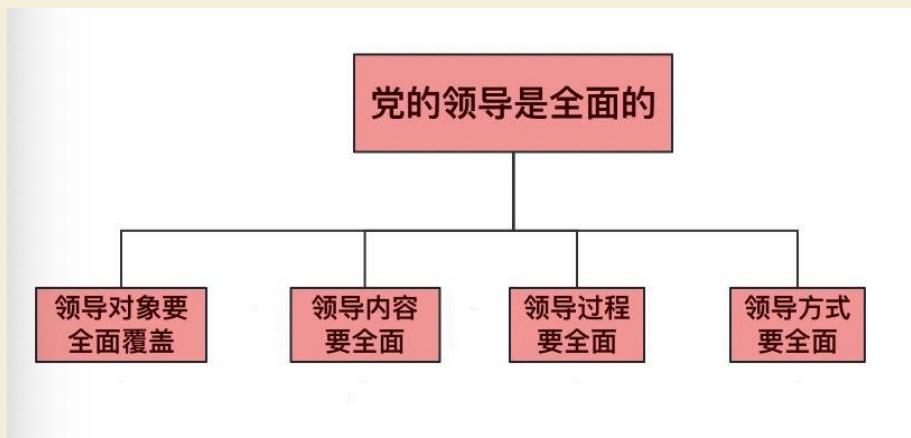 党的领导是全面的
领导对象要
全面覆盖
领导内容
要全面
领导过程
要全面
领导方式
要全面